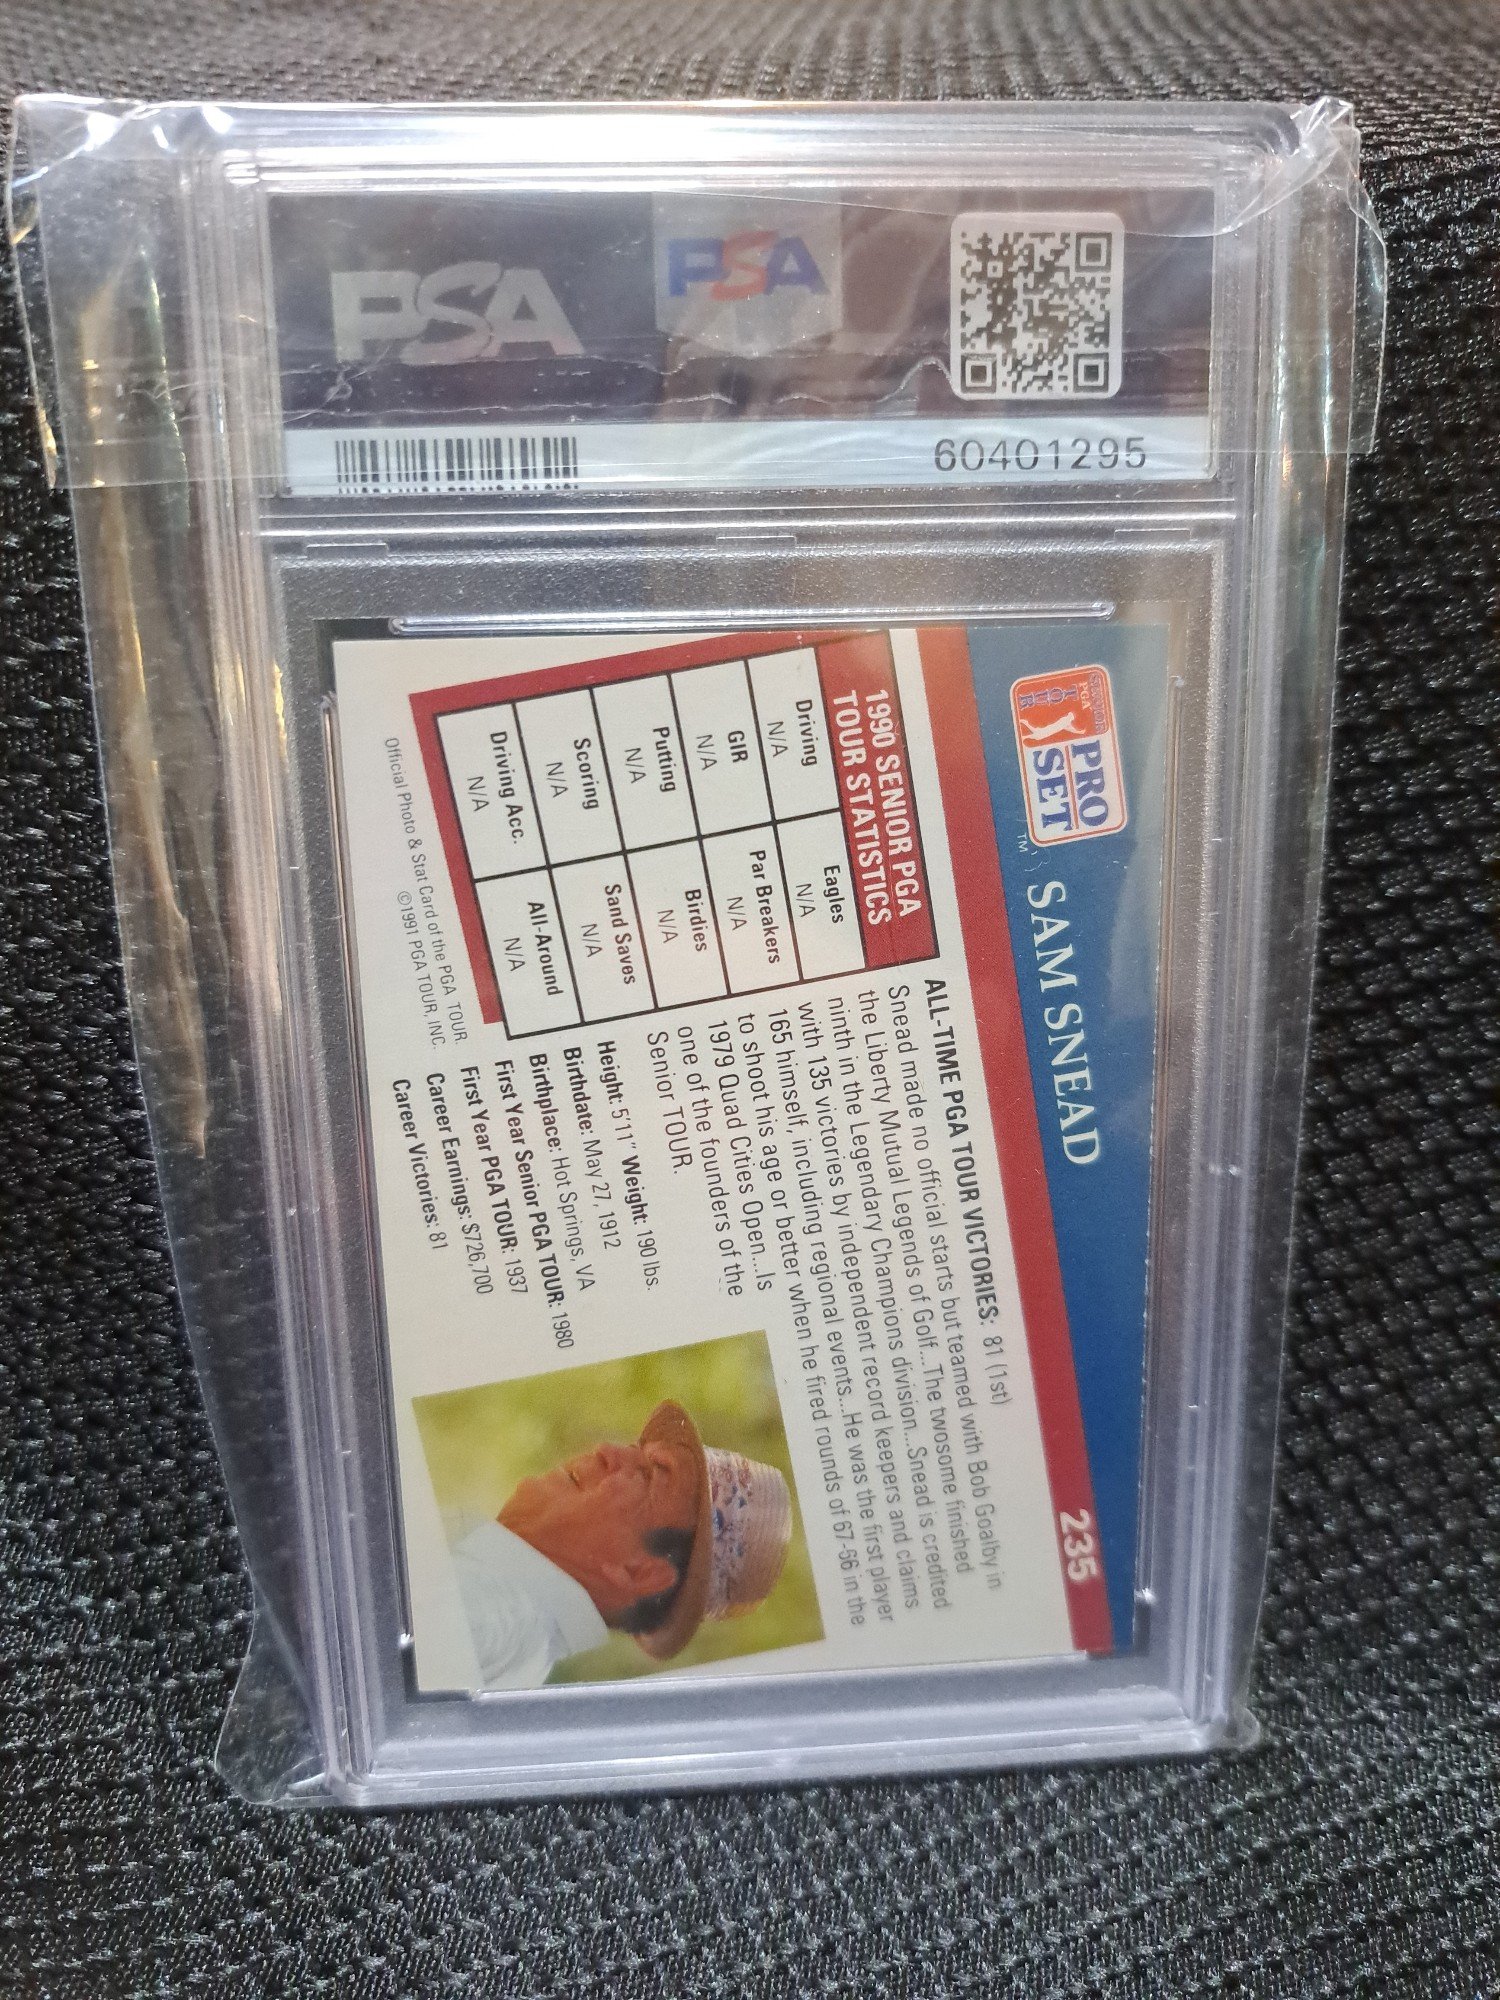 PSA
PSA
60401295
SENIOR
PGA
TOUR
PRO
SET
TM
SAM SNEAD
235
1990 SENIOR PGA
TOUR STATISTICS
Driving
N/A
Eagles
N/A
GIR
N/A
Par Breakers
N/A
Putting
N/A
Birdies
N/A
Scoring
N/A
Sand Saves
N/A
Driving Acc.
N/A
All-Around
N/A
Official Photo & Stat Card of the PGA TOUR.
©1991 PGA TOUR, INC.
ALL-TIME PGA TOUR VICTORIES: 81 (1st)
Snead made no official starts but teamed with Bob Goalby in
the Liberty Mutual Legends of Golf....The twosome finished
ninth in the Legendary Champions division...Snead is credited
with 135 victories by independent record keepers and claims
165 himself, including regional events....He was the first player
to shoot his age or better when he fired rounds of 67-66 in the
1979 Quad Cities Open....Is
one of the founders of the
Senior TOUR.
Height: 5'11" Weight: 190 lbs.
Birthdate: May 27, 1912
Birthplace: Hot Springs, VA
First Year Senior PGA TOUR: 1980
First Year PGA TOUR: 1937
Career Earnings: $726,700
Career Victories: 81